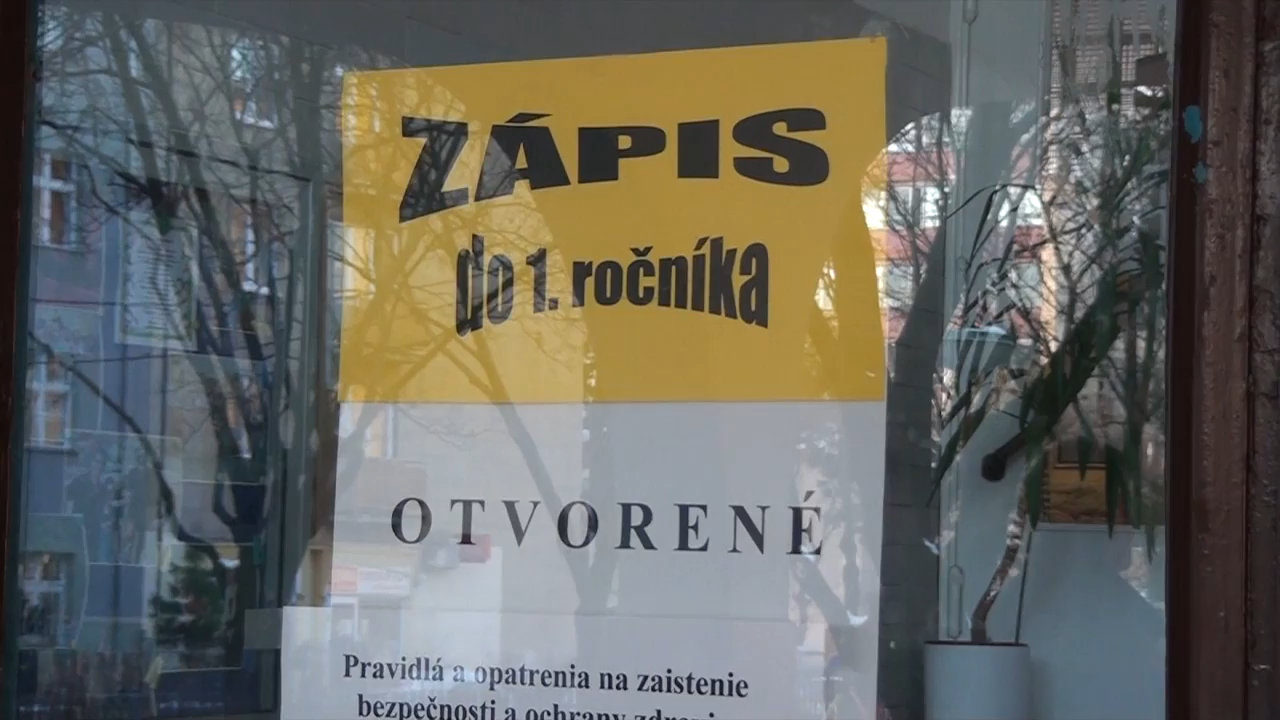 ZÁPIS
do 1. ročníka
OTVORENÉ
Pravidlá a opatrenia na zaistenie
bezpečnosti a ochrany